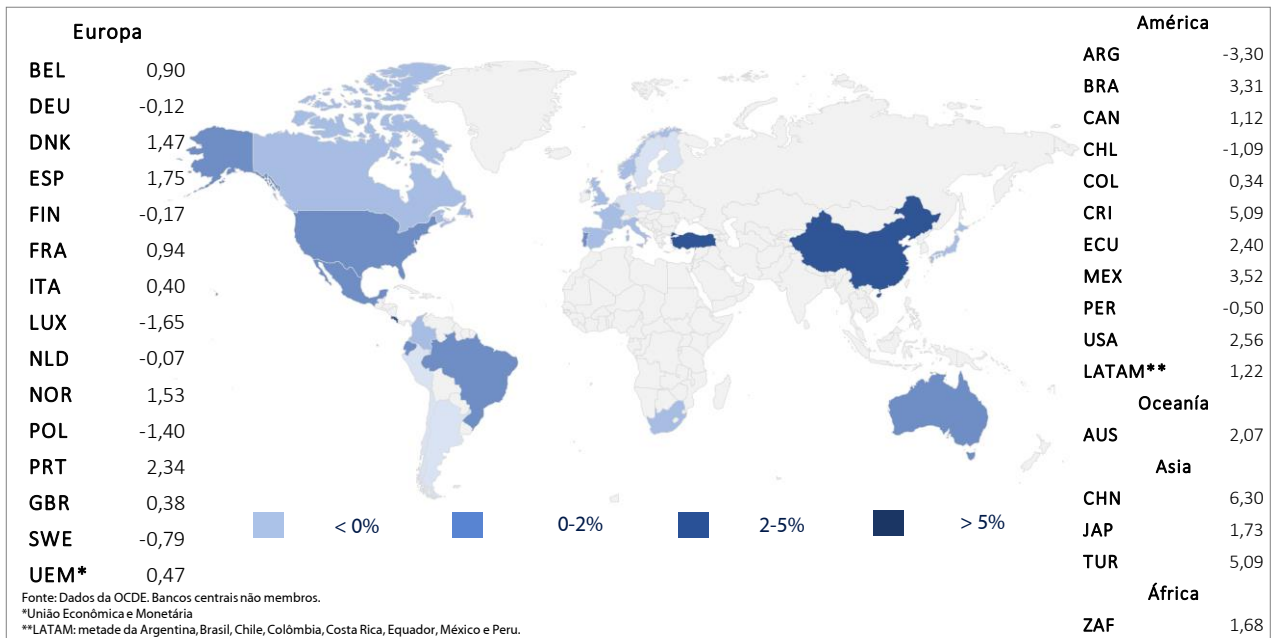 Europa
BEL 0,90
DEU -0,12
DNK 1,47
ESP 1,75
FIN -0,17
FRA 0,94
ITA 0,40
LUX -1,65
NLD -0,07
NOR 1,53
POL -1,40
PRT 2,34
GBR 0,38
SWE -0,79
UEM* 0,47
América
ARG -3,30
BRA 3,31
CAN 1,12
CHL -1,09
COL 0,34
CRI 5,09
ECU 2,40
MEX 3,52
PER -0,50
USA 2,56
LATAM** 1,22
Oceanía
AUS 2,07
Asia
CHN 6,30
JAP 1,73
TUR 5,09
África
ZAF 1,68
< 0% 0-2% 2-5% > 5%
Fonte: Dados da OCDE. Bancos centrais não membros.
*União Econômica e Monetária
**LATAM: metade da Argentina, Brasil, Chile, Colômbia, Costa Rica, Equador, México e Peru.